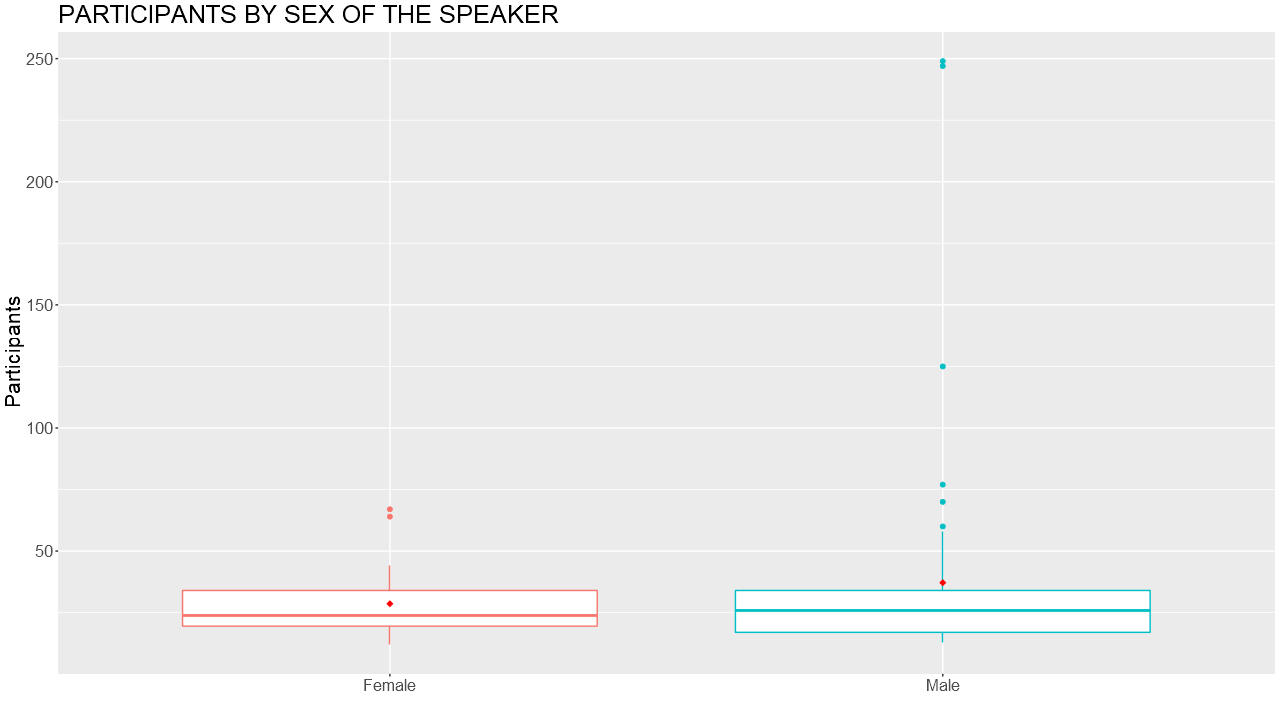 PARTICIPANTS BY SEX OF THE SPEAKER
Participants
250
200
150
100
50
Female
Male